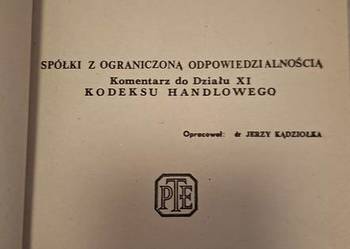 SPÓŁKI Z OGRANICZONĄ ODPOWIEDZIALNOŚCIĄ
Komentarz do Działu XI
KODEKSU HANDLOWEGO
Opracował: dr JERZY KĄDZIOŁKA
PTE